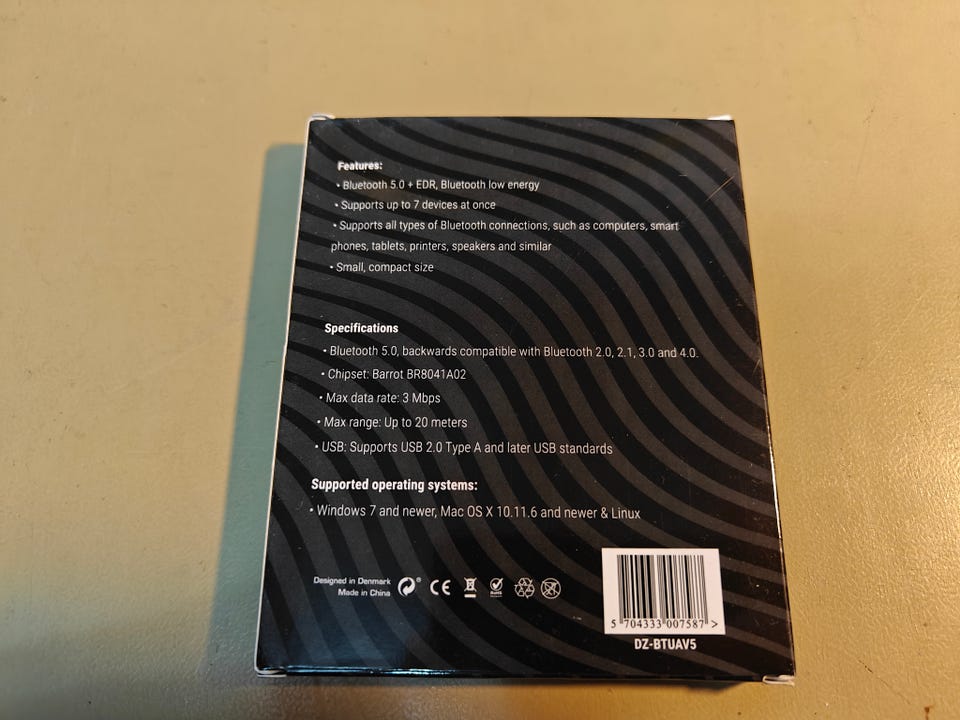 Features:
• Bluetooth 5.0 + EDR, Bluetooth low energy
• Supports up to 7 devices at once
• Supports all types of Bluetooth connections, such as computers, smart
phones, tablets, printers, speakers and similar
• Small, compact size
Specifications
• Bluetooth 5.0, backwards compatible with Bluetooth 2.0, 2.1, 3.0 and 4.0.
• Chipset: Barrot BR8041A02
• Max data rate: 3 Mbps
• Max range: Up to 20 meters
• USB: Supports USB 2.0 Type A and later USB standards
Supported operating systems:
• Windows 7 and newer, Mac OS X 10.11.6 and newer & Linux
Designed in Denmark
Made in China
CE
RoHS
5 704333 007587 >
DZ-BTUAV5